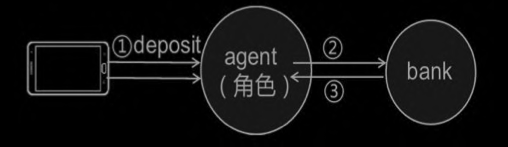 ①deposit
agent
（角色）
②
③
bank